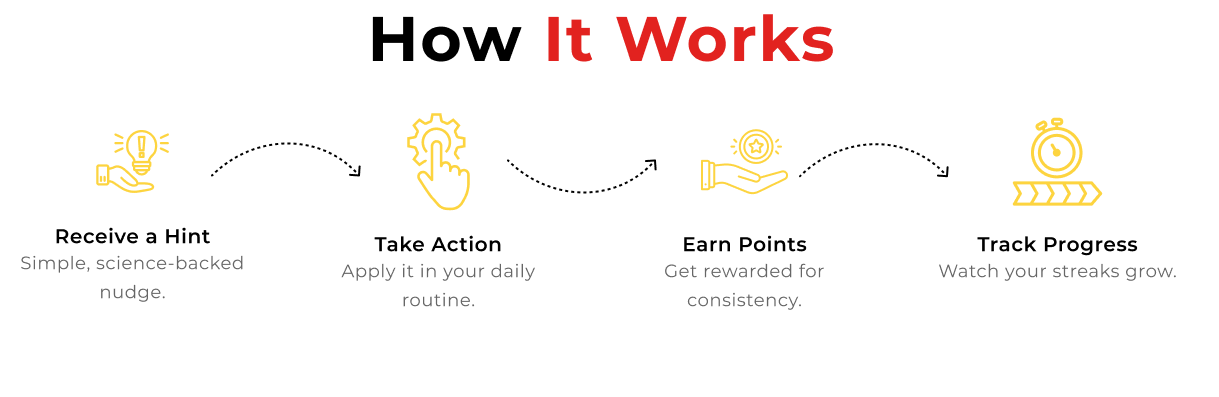 How It Works
Receive a Hint
Simple, science-backed
nudge.
Take Action
Apply it in your daily
routine.
Earn Points
Get rewarded for
consistency.
Track Progress
Watch your streaks grow.